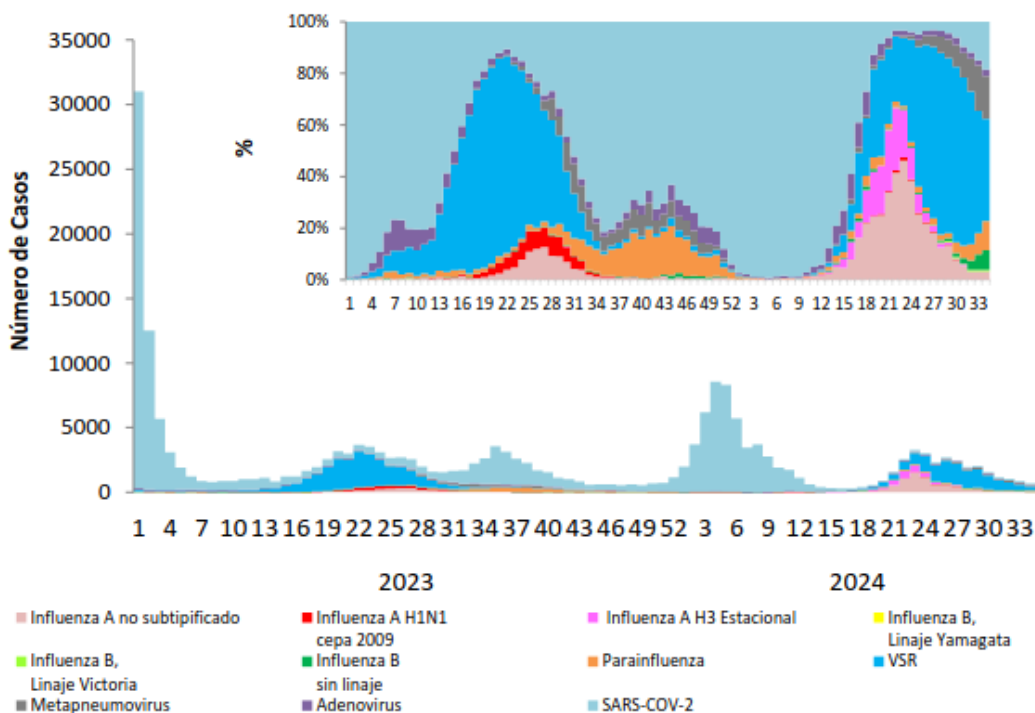 100%
80%
60%
40%
20%
0%
%
1 4 7 10 13 16 19 22 25 28 31 34 37 40 43 46 49 52 3 6 9 12 15 18 21 24 27 30 33
Número de Casos
35000
30000
25000
20000
15000
10000
5000
0
1 4 7 10 13 16 19 22 25 28 31 34 37 40 43 46 49 52 3 6 9 12 15 18 21 24 27 30 33
2023 2024
Influenza A no subtipificado Influenza A H1N1 Influenza A H3 Estacional Influenza B,
cepa 2009 Linaje Yamagata
Influenza B, Influenza B Parainfluenza VSR
Linaje Victoria sin linaje
Metapneumovirus Adenovirus SARS-COV-2